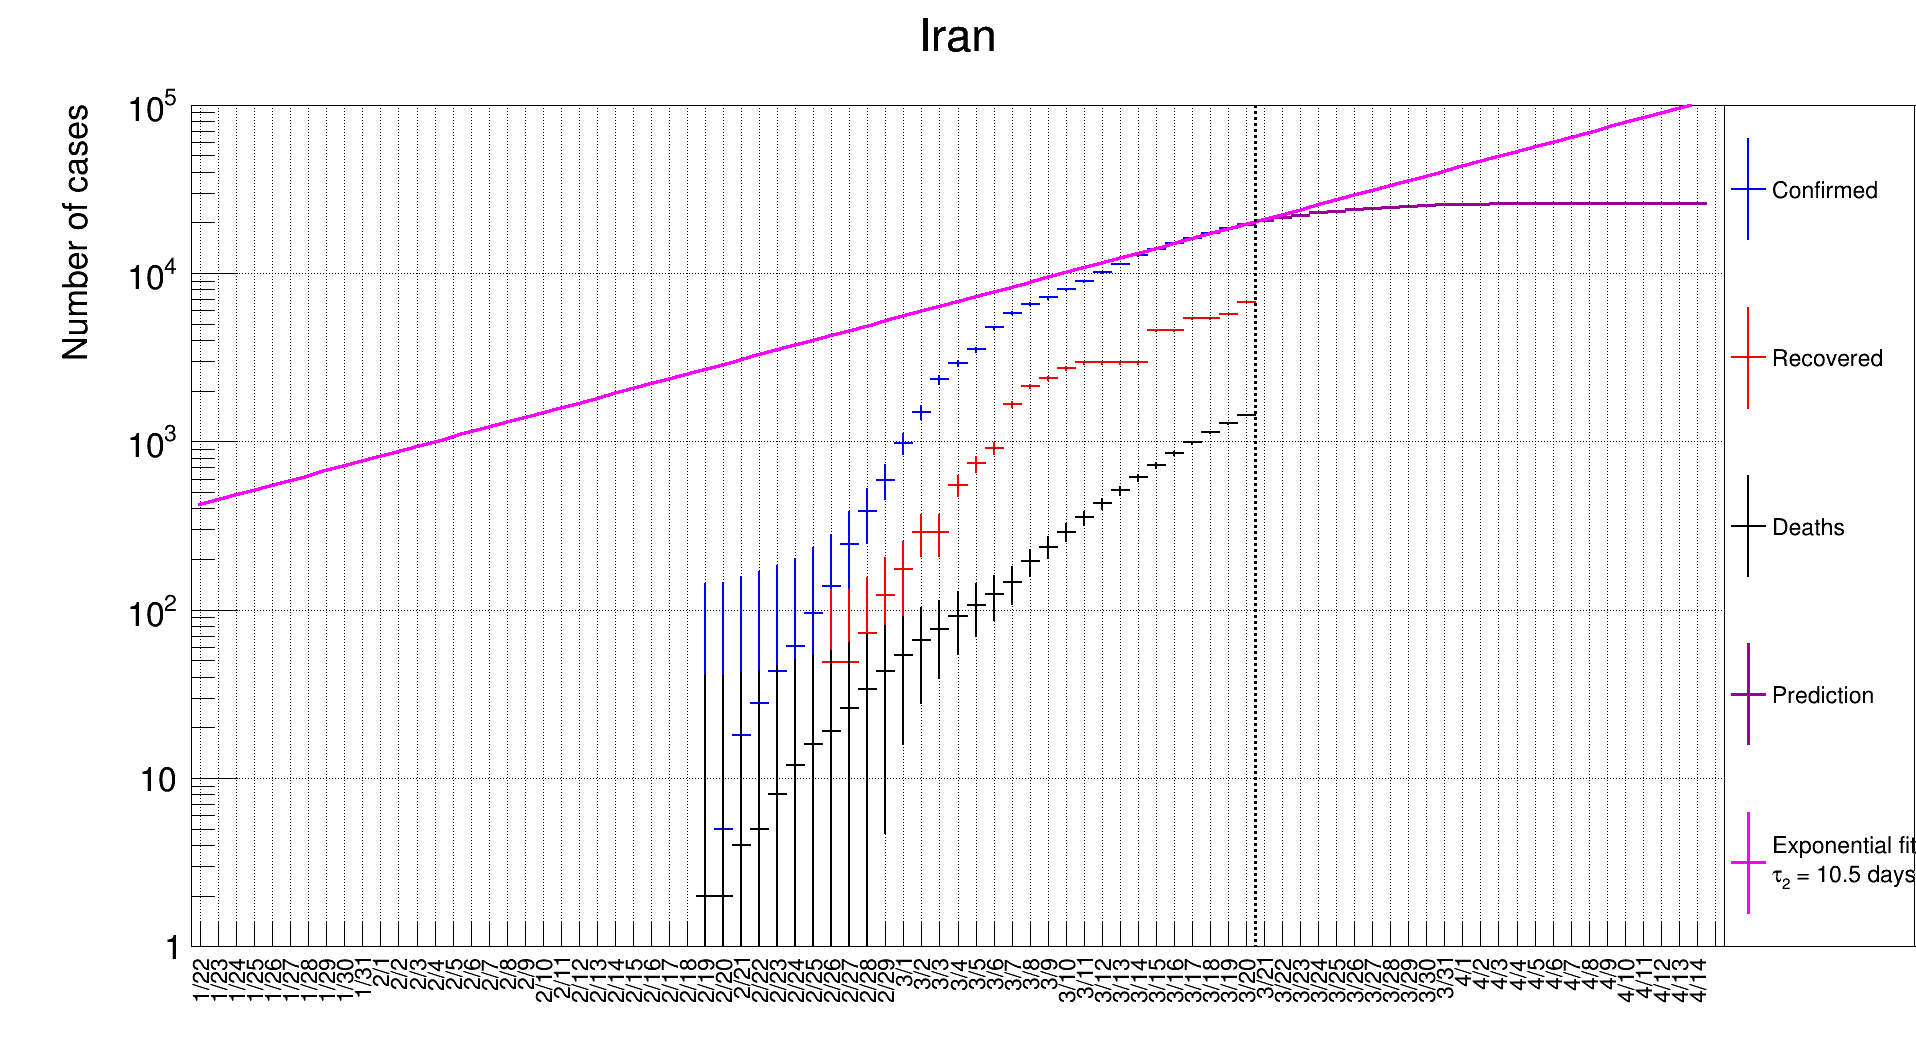 Iran
Number of cases
10^5
10^4
10^3
10^2
10
1
1/22 1/23 1/24 1/25 1/26 1/27 1/28 1/29 1/30 1/31 2/1 2/2 2/3 2/4 2/5 2/6 2/7 2/8 2/9 2/10 2/11 2/12 2/13 2/14 2/15 2/16 2/17 2/18 2/19 2/20 2/21 2/22 2/23 2/24 2/25 2/26 2/27 2/28 2/29 3/1 3/2 3/3 3/4 3/5 3/6 3/7 3/8 3/9 3/10 3/11 3/12 3/13 3/14 3/15 3/16 3/17 3/18 3/19 3/20 3/21 3/22 3/23 3/24 3/25 3/26 3/27 3/28 3/29 3/30 3/31 4/1 4/2 4/3 4/4 4/5 4/6 4/7 4/8 4/9 4/10 4/11 4/12 4/13 4/14
Confirmed
Recovered
Deaths
Prediction
Exponential fit
τ₂ = 10.5 days